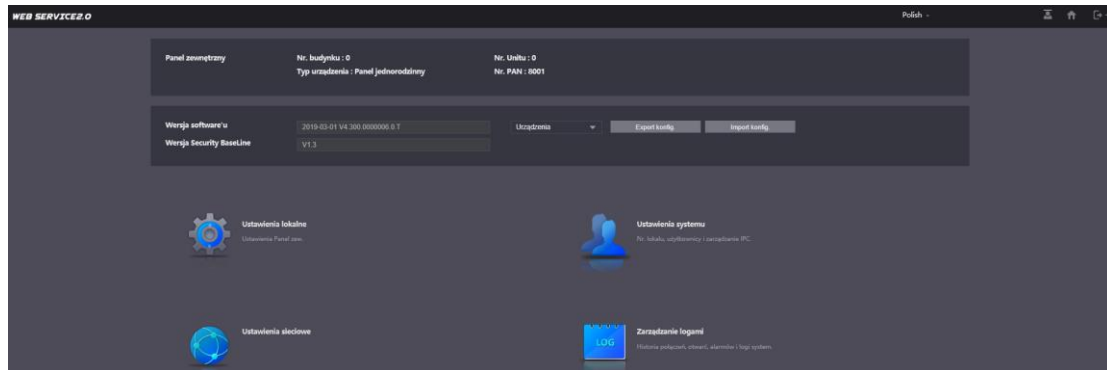 WEB SERVICE2.0
Polish
Panel zewnętrzny
Nr. budynku : 0
Nr. Unitu : 0
Typ urządzenia : Panel jednorodzinny
Nr. PAN : 8001
Wersja software'u
2019-03-01 V4.300.0000006.0 T
Urządzenia
Export konfig.
Import konfig.
Wersja Security BaseLine
V1.3
Ustawienia lokalne
Ustawienia Panel zew.
Ustawienia systemu
Nr. lokalu, użytkownicy i zarządzanie IPC.
Ustawienia sieciowe
LOG
Zarządzanie logami
Historia połączeń, otwarć, alarmów i logi system.